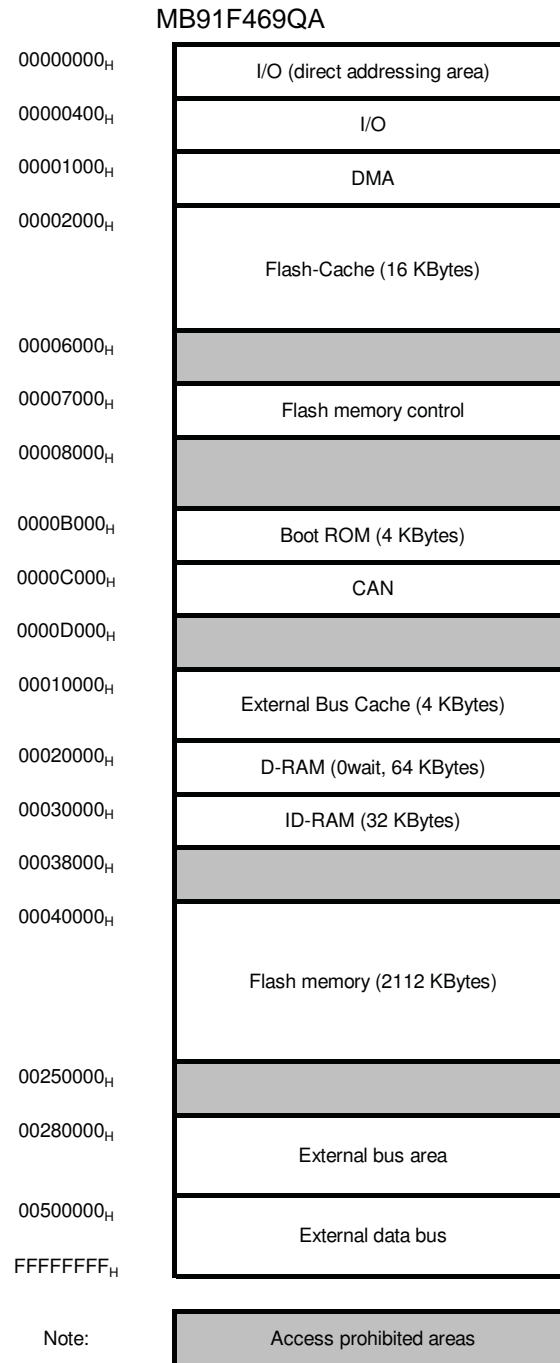 MB91F469QA
00000000H
I/O (direct addressing area)
00000400H
I/O
00001000H
DMA
00002000H
Flash-Cache (16 KBytes)
00006000H
00007000H
Flash memory control
00008000H
0000B000H
Boot ROM (4 KBytes)
0000C000H
CAN
0000D000H
00010000H
External Bus Cache (4 KBytes)
00020000H
D-RAM (0wait, 64 KBytes)
00030000H
ID-RAM (32 KBytes)
00038000H
00040000H
Flash memory (2112 KBytes)
00250000H
00280000H
External bus area
00500000H
External data bus
FFFFFFFFH
Note:
Access prohibited areas